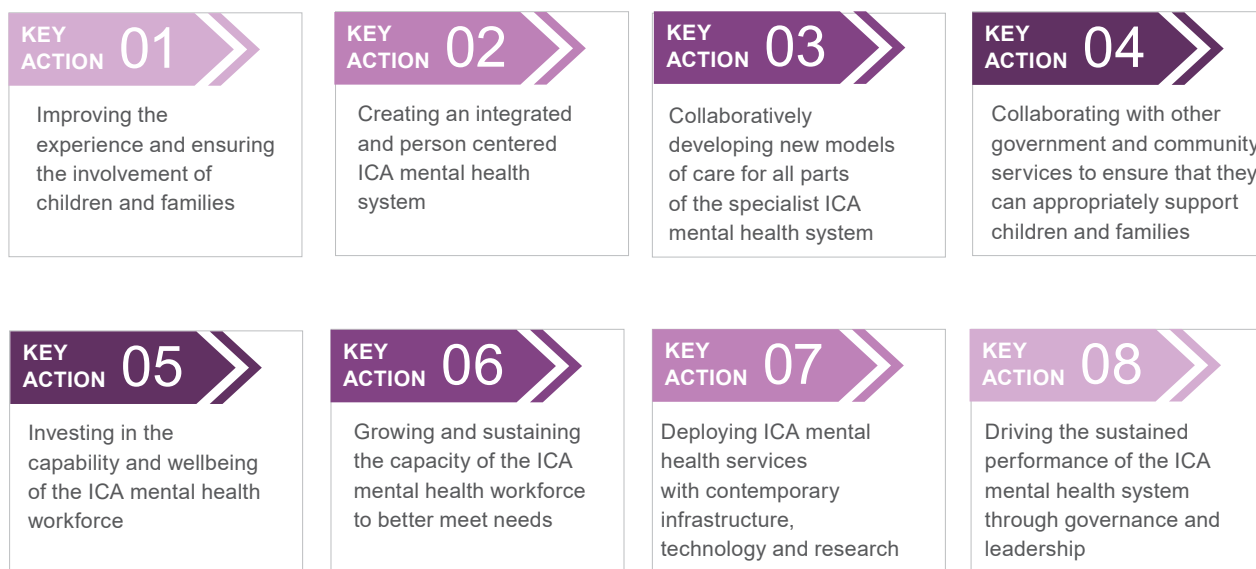 KEY
ACTION 01
Improving the
experience and ensuring
the involvement of
children and families
KEY
ACTION 02
Creating an integrated
and person centered
ICA mental health
system
KEY
ACTION 03
Collaboratively
developing new models
of care for all parts
of the specialist ICA
mental health system
KEY
ACTION 04
Collaborating with other
government and community
services to ensure that they
can appropriately support
children and families
KEY
ACTION 05
Investing in the
capability and wellbeing
of the ICA mental health
workforce
KEY
ACTION 06
Growing and sustaining
the capacity of the ICA
mental health workforce
to better meet needs
KEY
ACTION 07
Deploying ICA mental
health services
with contemporary
infrastructure,
technology and research
KEY
ACTION 08
Driving the sustained
performance of the ICA
mental health system
through governance and
leadership